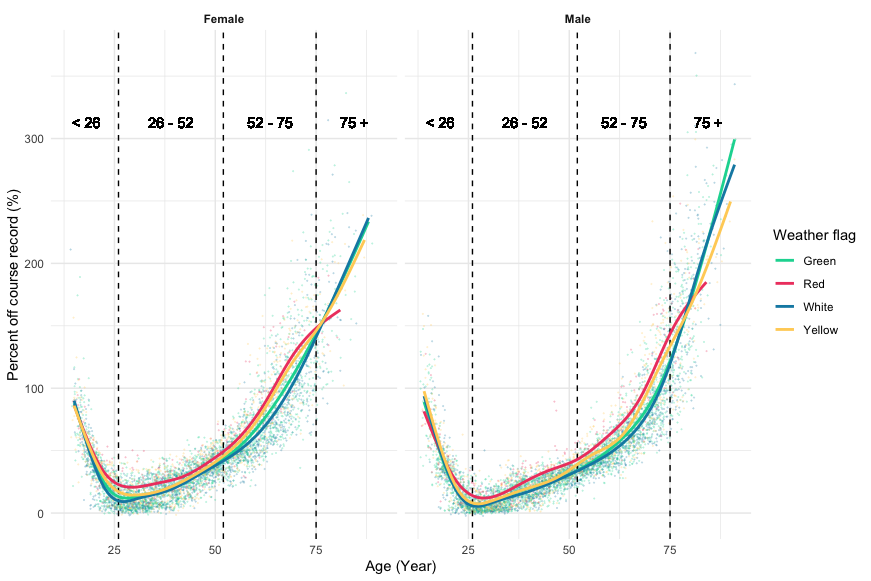 Female
Male
< 26
26 - 52
52 - 75
75 +
< 26
26 - 52
52 - 75
75 +
300
200
100
0
Percent off course record (%)
25
50
75
25
50
75
Age (Year)
Weather flag
Green
Red
White
Yellow